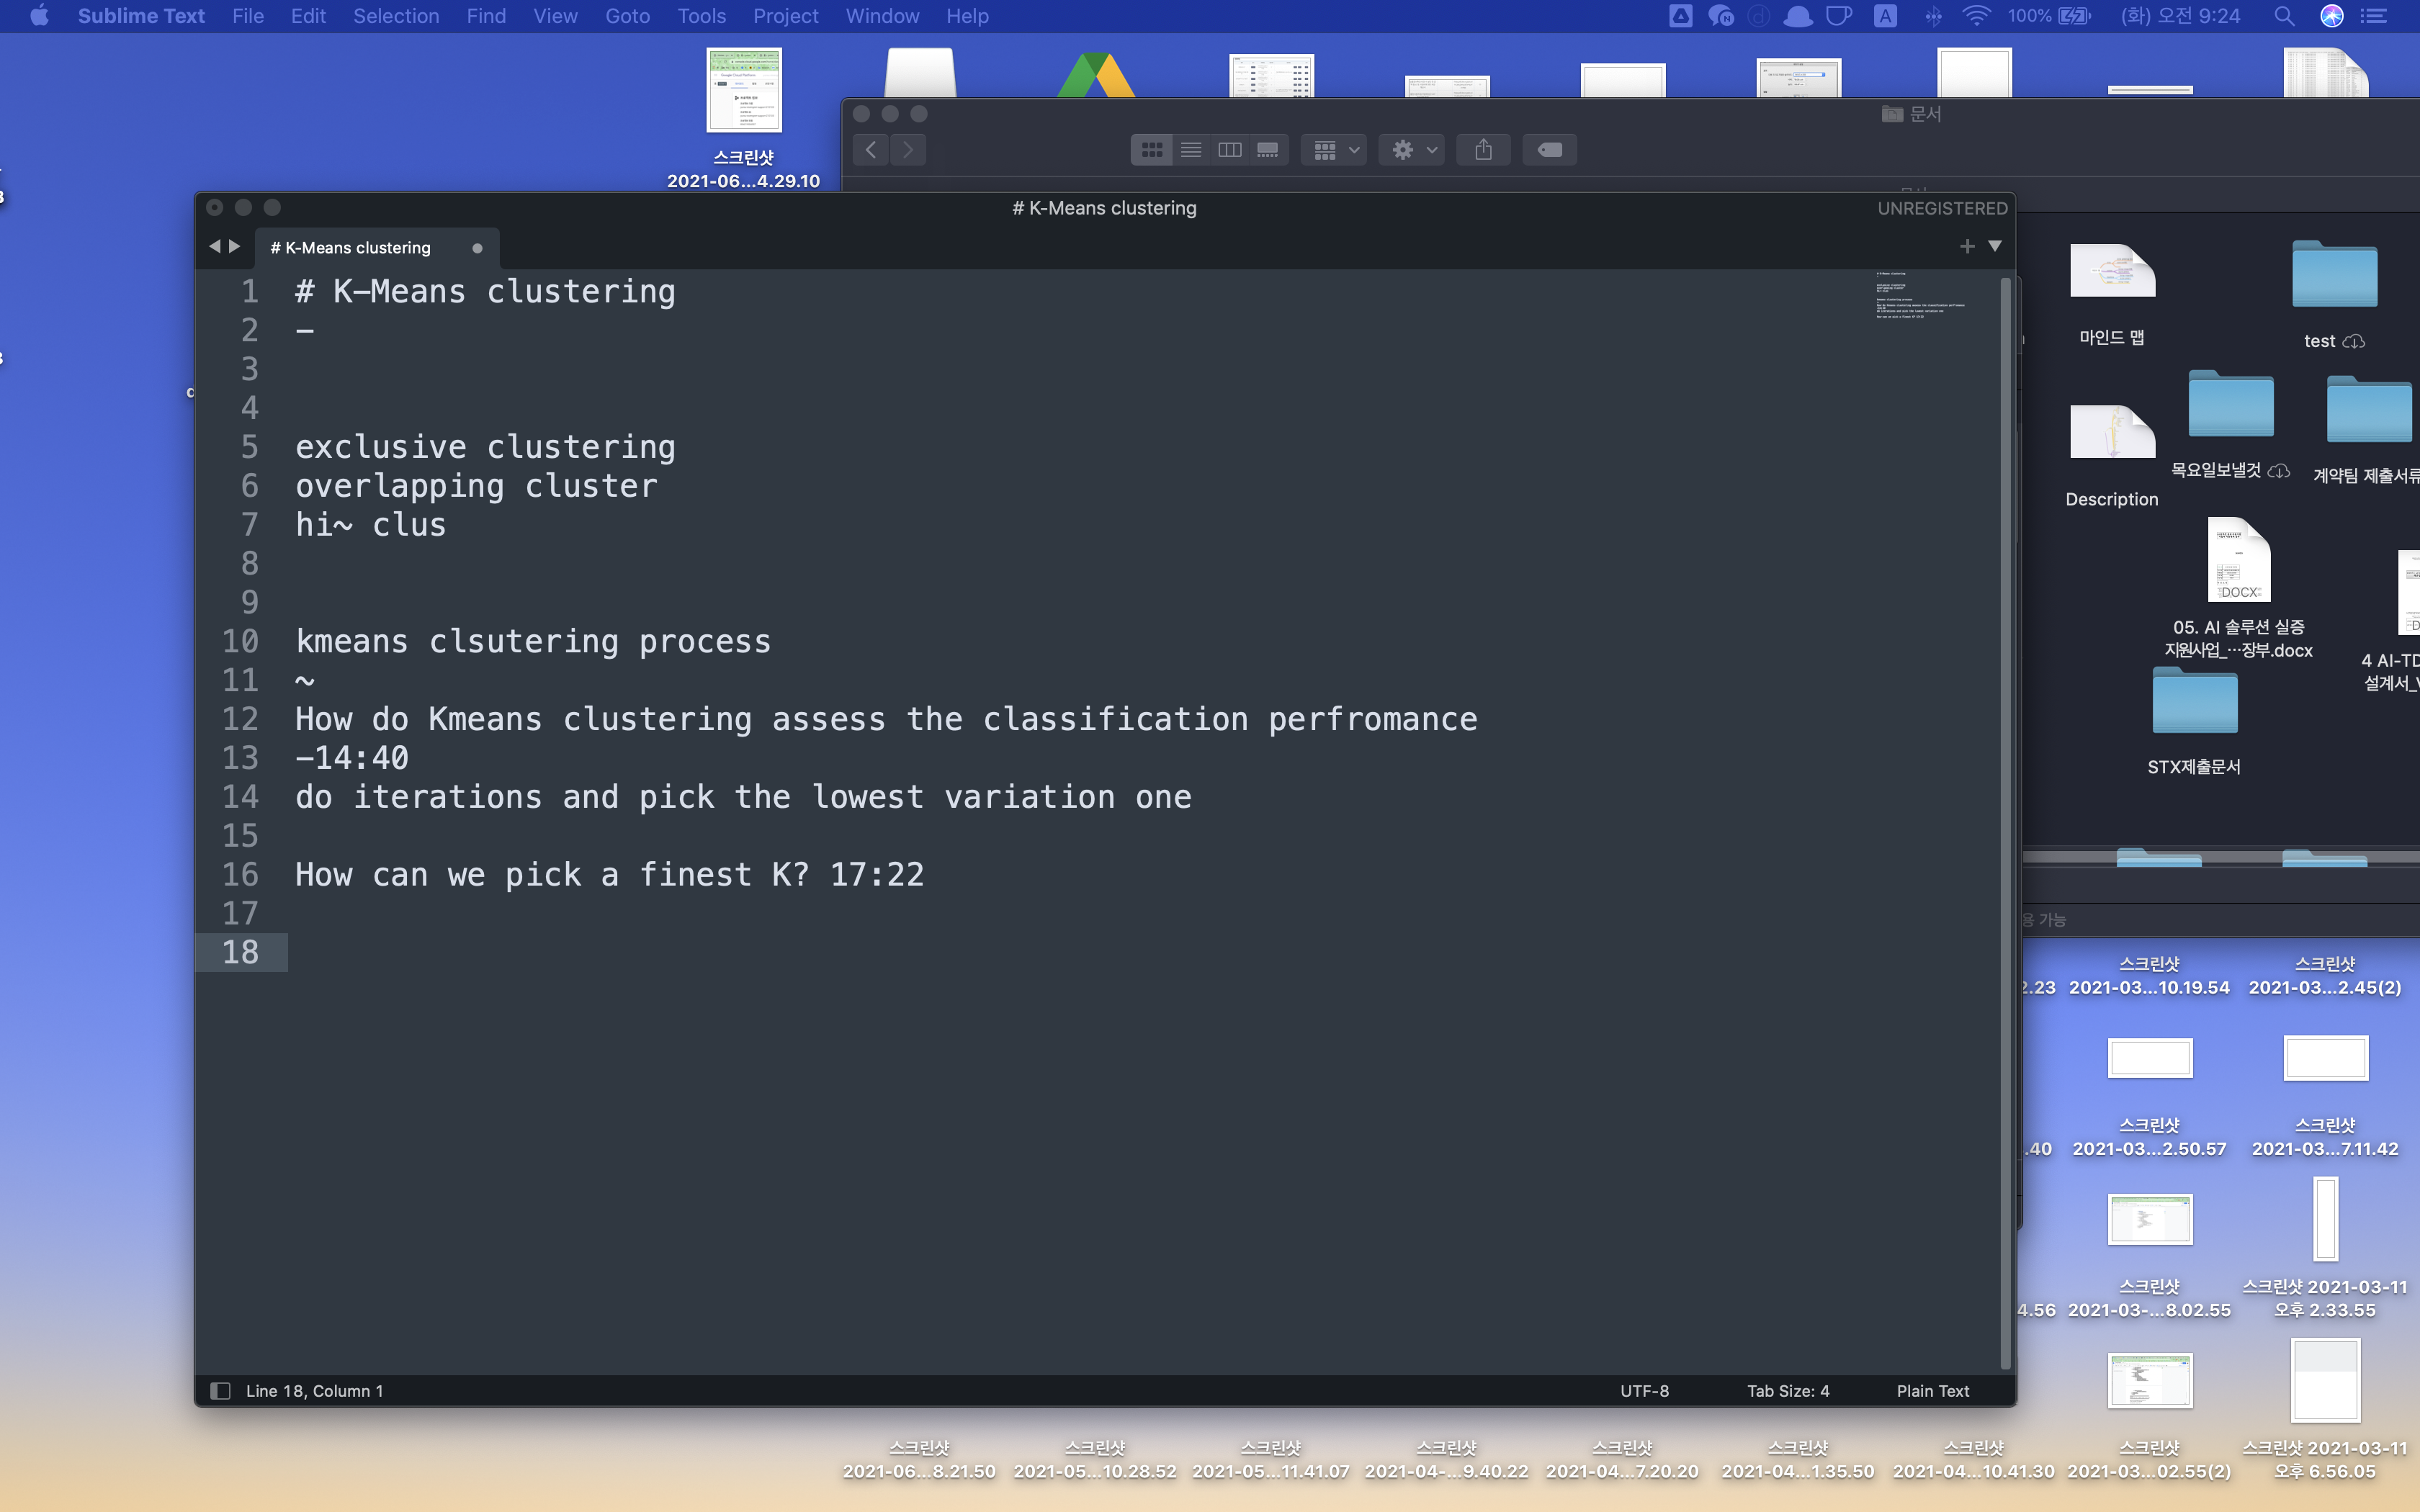 Sublime Text File Edit Selection Find View Goto Tools Project Window Help
A 100% (화) 오전 9:24
스크린샷
2021-06...4.29.10
문서
# K-Means clustering
UNREGISTERED
# K-Means clustering
1 # K-Means clustering
2 -
3
4
5 exclusive clustering
6 overlapping cluster
7 hi~ clus
8
9
10 kmeans clsutering process
11 ~
12 How do Kmeans clustering assess the classification perfromance
13 -14:40
14 do iterations and pick the lowest variation one
15
16 How can we pick a finest K? 17:22
17
18
Line 18, Column 1
UTF-8
Tab Size: 4
Plain Text
마인드 맵
test
Description
목요일보낼것
계약팀 제출서류
DOCX
05. AI 솔루션 실증
지원사업_...장부.docx
4 AI-TD
설계서_
STX제출문서
용 가능
스크린샷
2021-03...10.19.54
스크린샷
2021-03...2.45(2)
2.23
스크린샷
2021-03...2.50.57
스크린샷
2021-03...7.11.42
.40
스크린샷
2021-03-...8.02.55
스크린샷 2021-03-11
오후 2.33.55
4.56
스크린샷
2021-06...8.21.50
스크린샷
2021-05...10.28.52
스크린샷
2021-05...11.41.07
스크린샷
2021-04-...9.40.22
스크린샷
2021-04...7.20.20
스크린샷
2021-04...1.35.50
스크린샷
2021-04...10.41.30
스크린샷
2021-03...02.55(2)
스크린샷 2021-03-11
오후 6.56.05